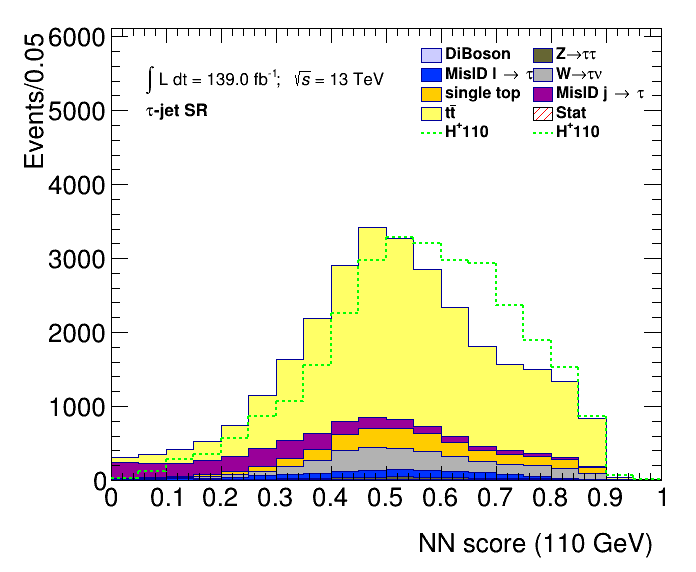 Events/0.05
6000
5000
4000
3000
2000
1000
0
∫ L dt = 139.0 fb⁻¹; √s = 13 TeV
τ-jet SR
DiBoson
Z→ττ
MisID l → τ
W→τν
single top
MisID j → τ
tt̄
Stat
H⁺110
H⁺110
0 0.1 0.2 0.3 0.4 0.5 0.6 0.7 0.8 0.9 1
NN score (110 GeV)